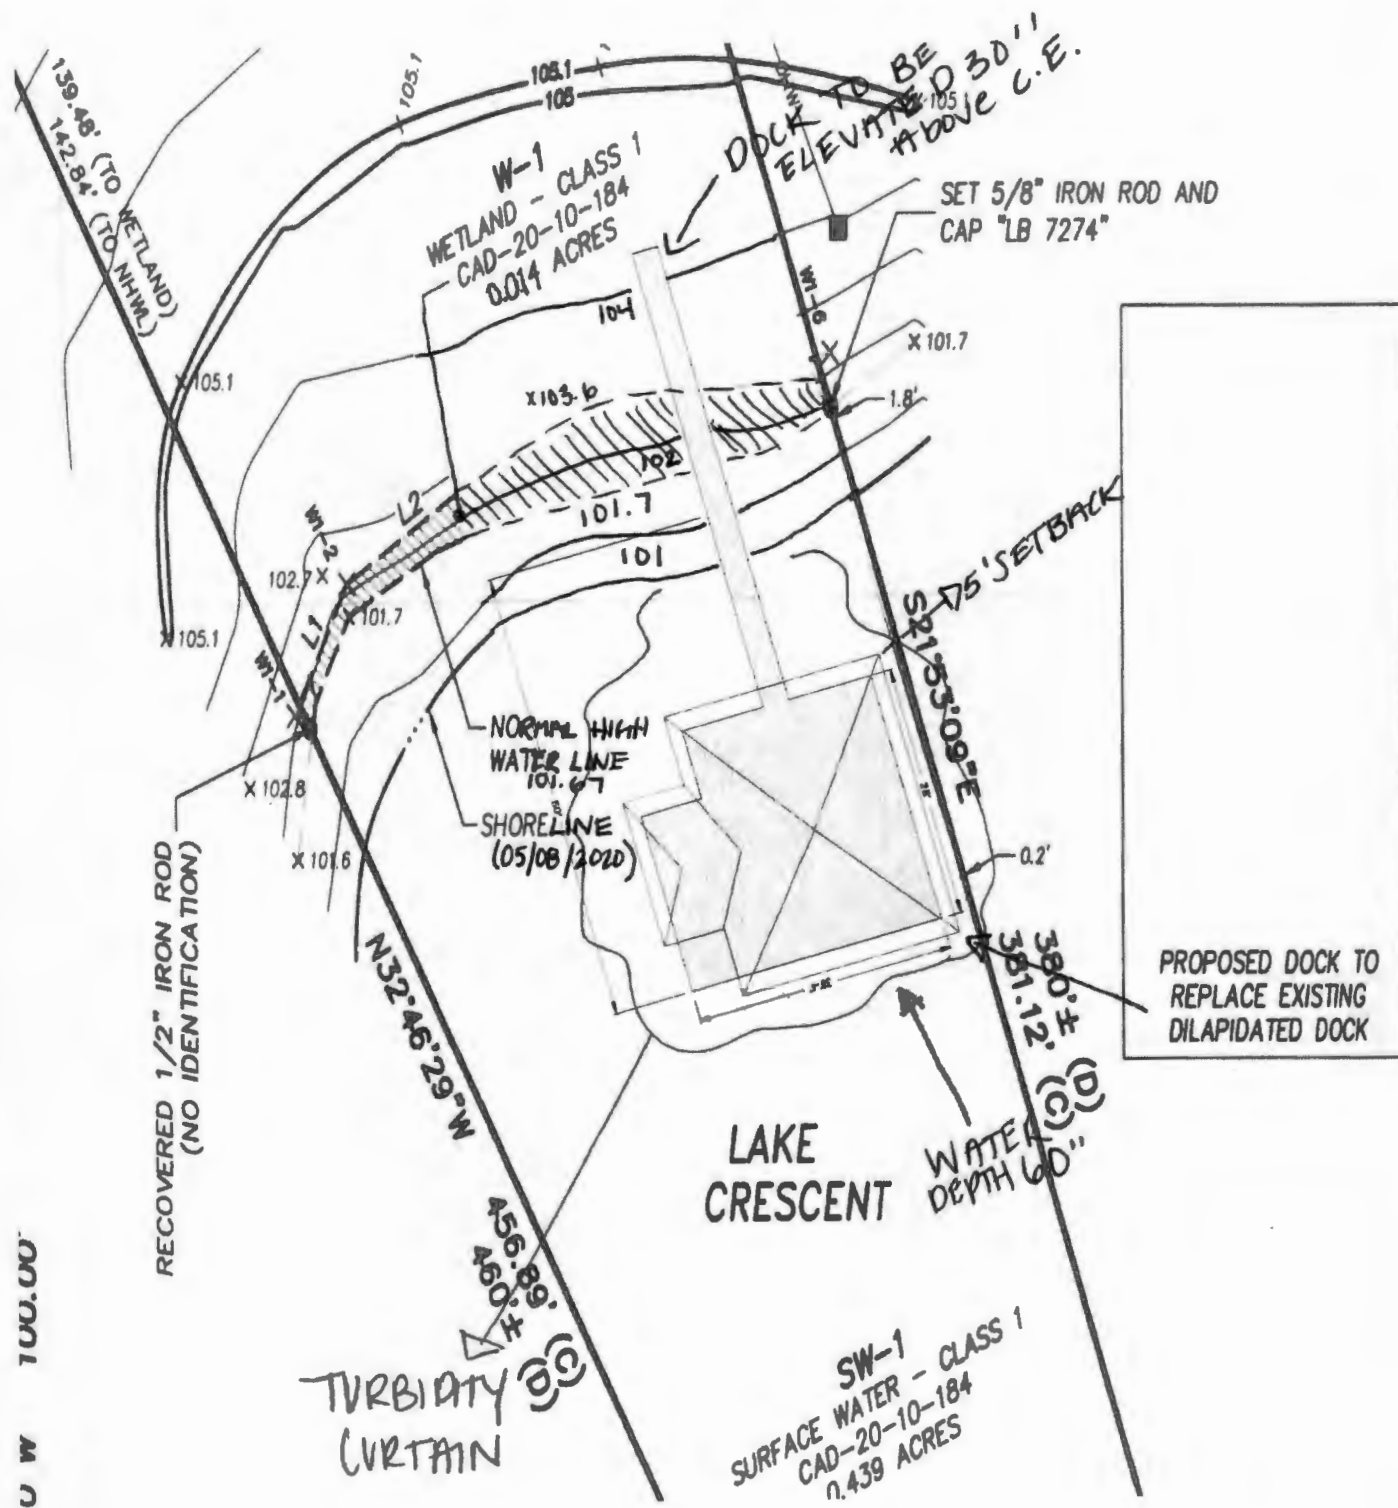 139.48' (TO WETLAND)
142.84' (TO NHWL)
105.1
105.1
105
105
DOCK TO BE
ELEVATED 30"
Above C.E.
W-1
WETLAND - CLASS 1
CAD-20-10-184
0.014 ACRES
SET 5/8" IRON ROD AND
CAP "LB 7274"
104
W1-6
X 101.7
X 105.1
X 103.6
1.8'
102
L2
101.7
W1-2
102.7 X
101
5' SETBACK
L1
X 101.7
X 105.1
W1-1
S21°53'09"E
NORMAL HIGH
WATER LINE
101.67
X 102.8
SHORELINE
(05/08/2020)
X 101.6
0.2'
RECOVERED 1/2" IRON ROD
(NO IDENTIFICATION)
N32°46'29"W
380'± (D)
381.12' (C)
PROPOSED DOCK TO
REPLACE EXISTING
DILAPIDATED DOCK
LAKE
CRESCENT
WATER
DEPTH 60"
456.89' (C)
460'± (D)
100.00'
TURBIDITY
CURTAIN
SW-1
SURFACE WATER - CLASS 1
CAD-20-10-184
0.439 ACRES